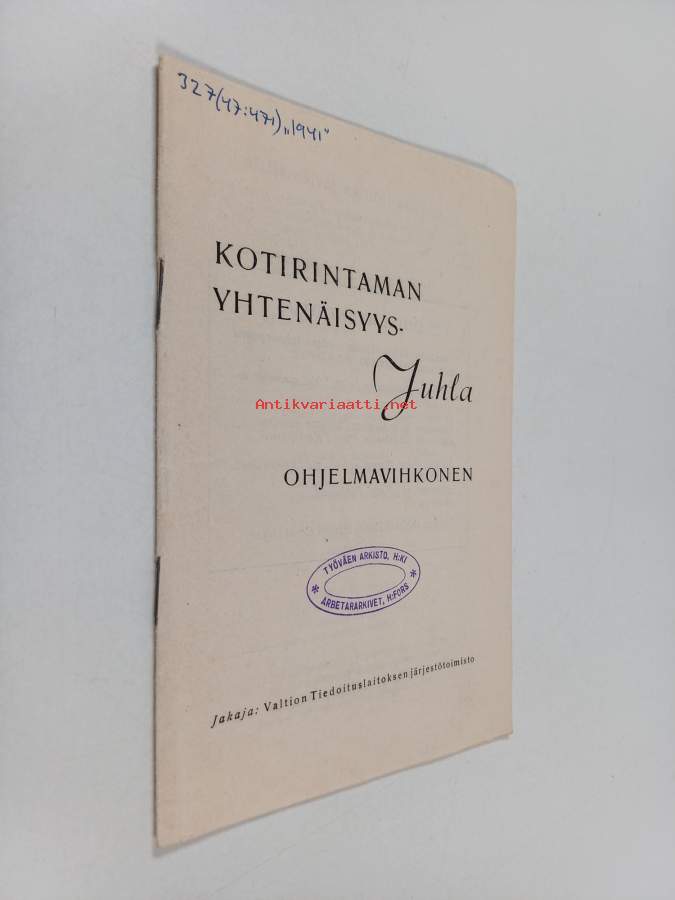 327(47:471)„1941"
KOTIRINTAMAN
YHTENÄISYYS-
Juhla
Antikvariaatti.net
OHJELMAVIHKONEN
TYÖVÄEN ARKISTO, H:KI
* *
ARBETARARKIVET, H:FORS
Jakaja: Valtion Tiedoituslaitoksen järjestötoimisto